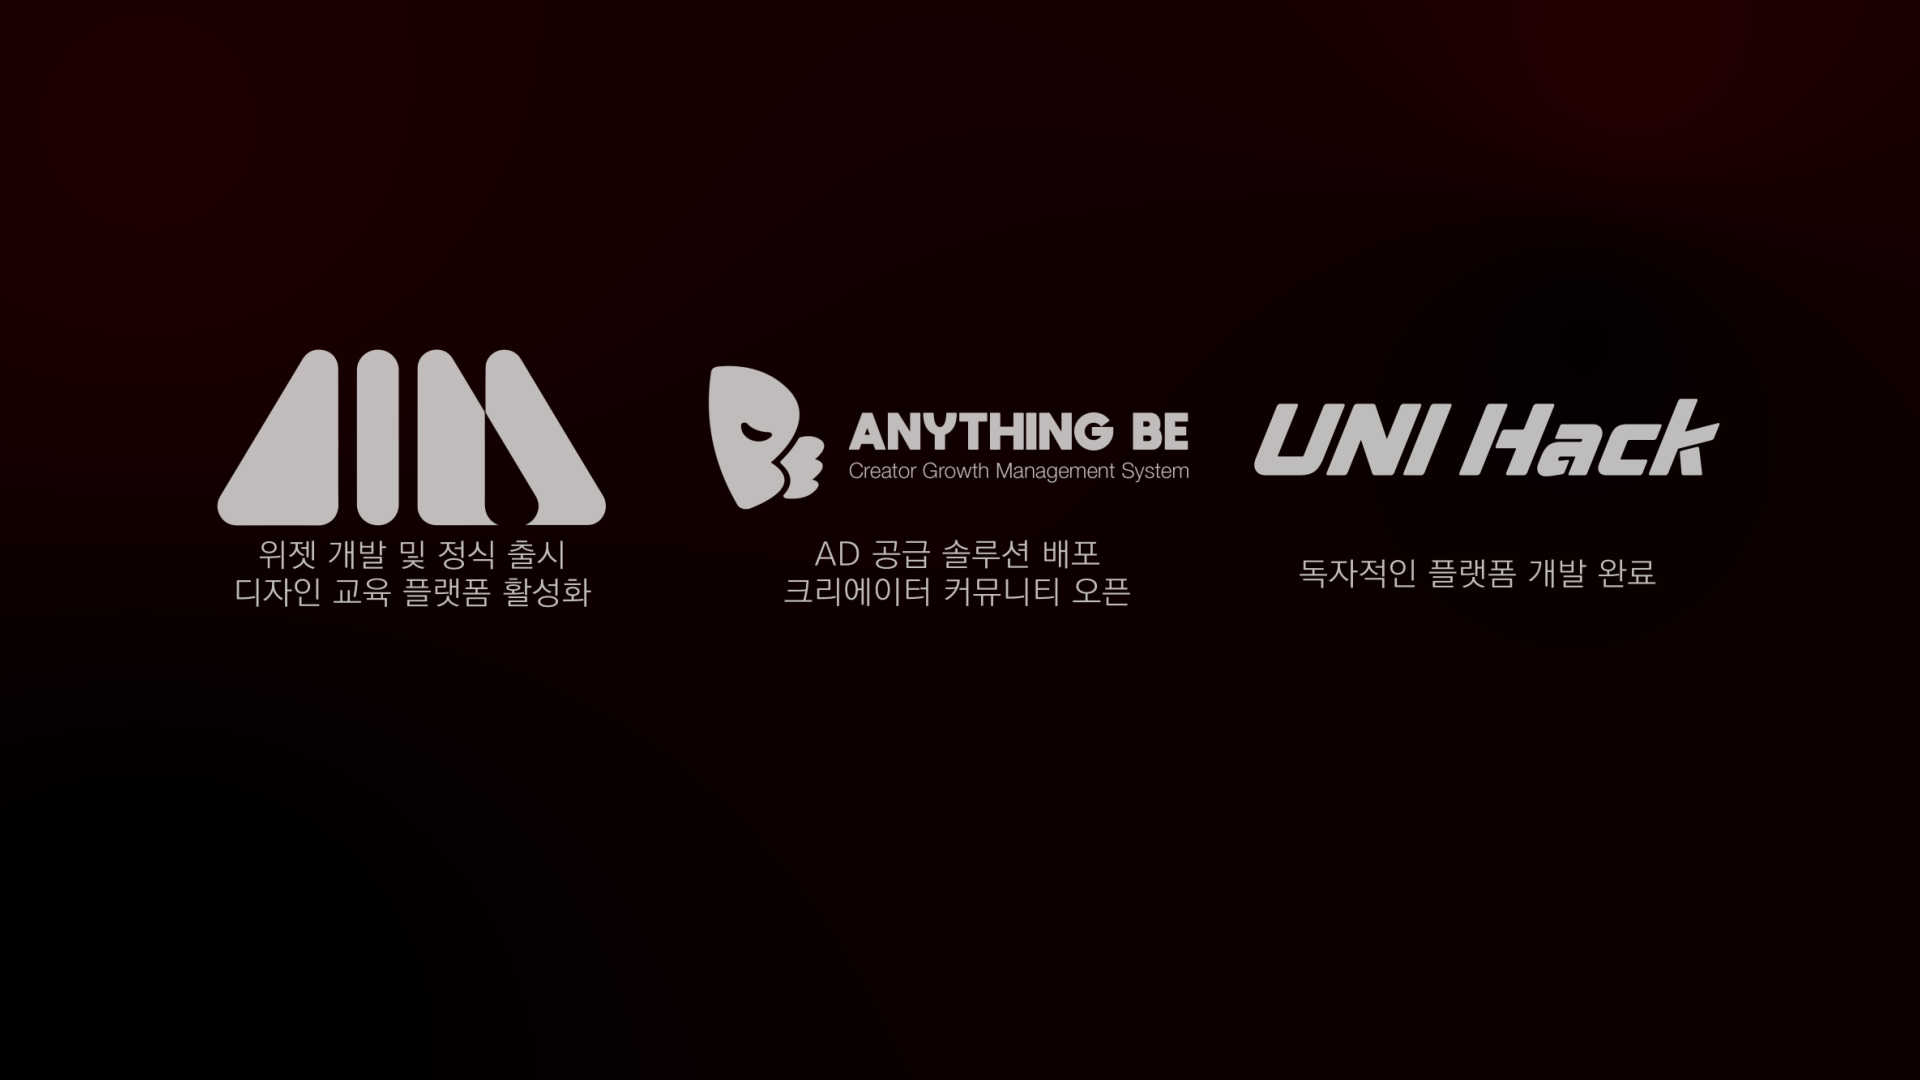 위젯 개발 및 정식 출시
디자인 교육 플랫폼 활성화
ANYTHING BE
Creator Growth Management System
AD 공급 솔루션 배포
크리에이터 커뮤니티 오픈
UNI Hack
독자적인 플랫폼 개발 완료